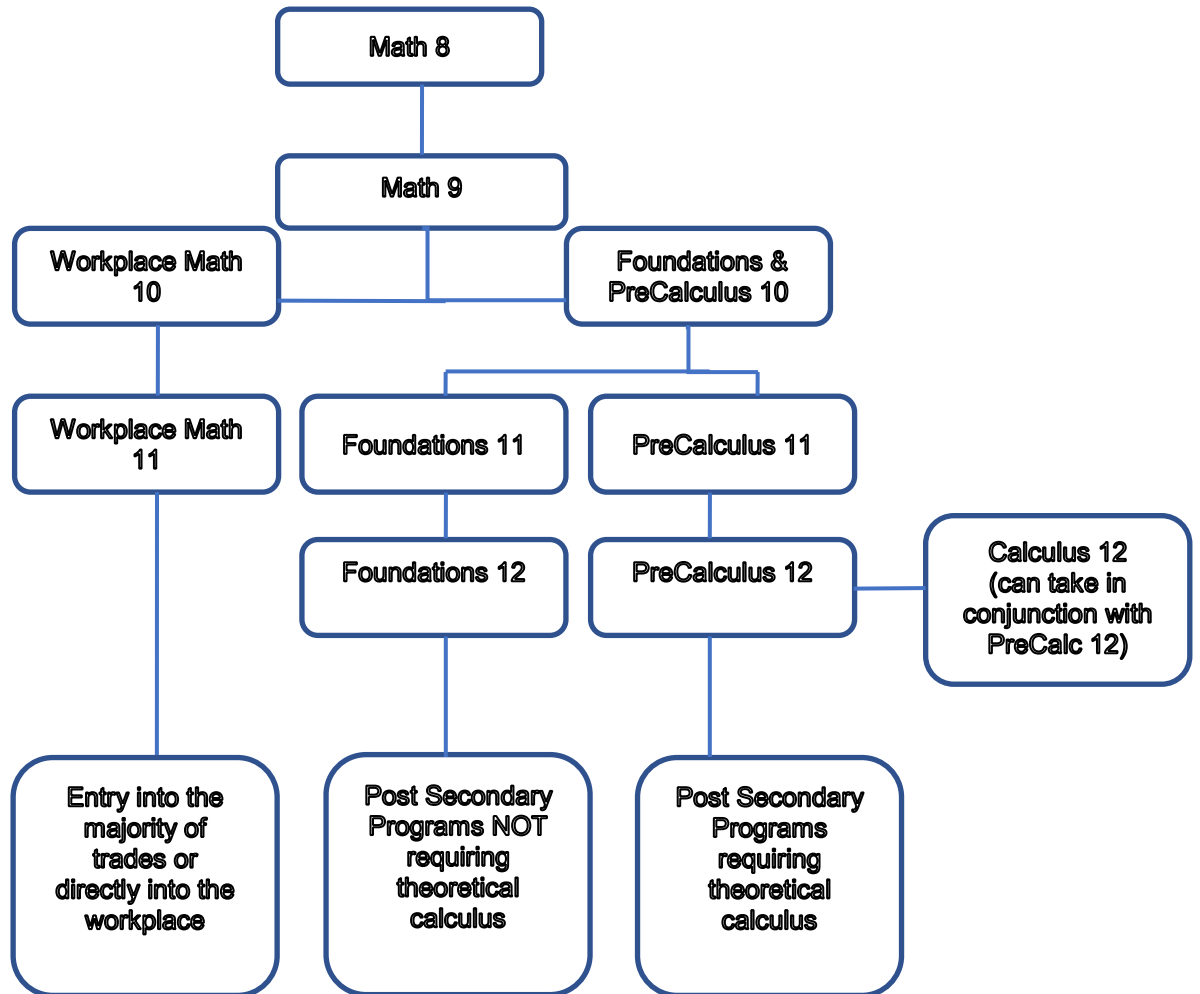 Math 8
Math 9
Workplace Math
10
Foundations &
PreCalculus 10
Workplace Math
11
Foundations 11
PreCalculus 11
Foundations 12
PreCalculus 12
Calculus 12
(can take in
conjunction with
PreCalc 12)
Entry into the
majority of
trades or
directly into the
workplace
Post Secondary
Programs NOT
requiring
theoretical
calculus
Post Secondary
Programs
requiring
theoretical
calculus